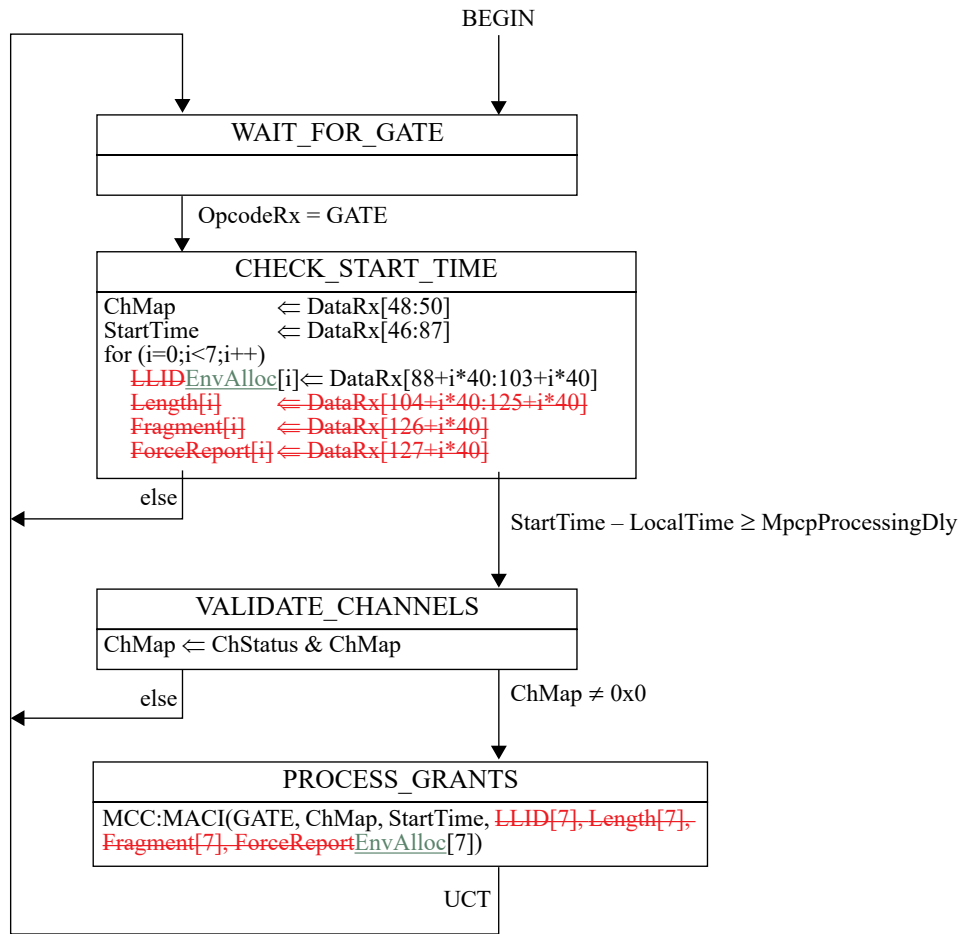 BEGIN
WAIT_FOR_GATE
OpcodeRx = GATE
CHECK_START_TIME
ChMap ⇐ DataRx[48:50]
StartTime ⇐ DataRx[46:87]
for (i=0;i<7;i++)
LLIDEnvAlloc[i]⇐ DataRx[88+i*40:103+i*40]
Length[i] ⇐ DataRx[104+i*40:125+i*40]
Fragment[i] ⇐ DataRx[126+i*40]
ForceReport[i] ⇐ DataRx[127+i*40]
else
StartTime – LocalTime ≥ MpcpProcessingDly
VALIDATE_CHANNELS
ChMap ⇐ ChStatus & ChMap
else
ChMap ≠ 0x0
PROCESS_GRANTS
MCC:MACI(GATE, ChMap, StartTime, LLID[7], Length[7],
Fragment[7], ForceReportEnvAlloc[7])
UCT